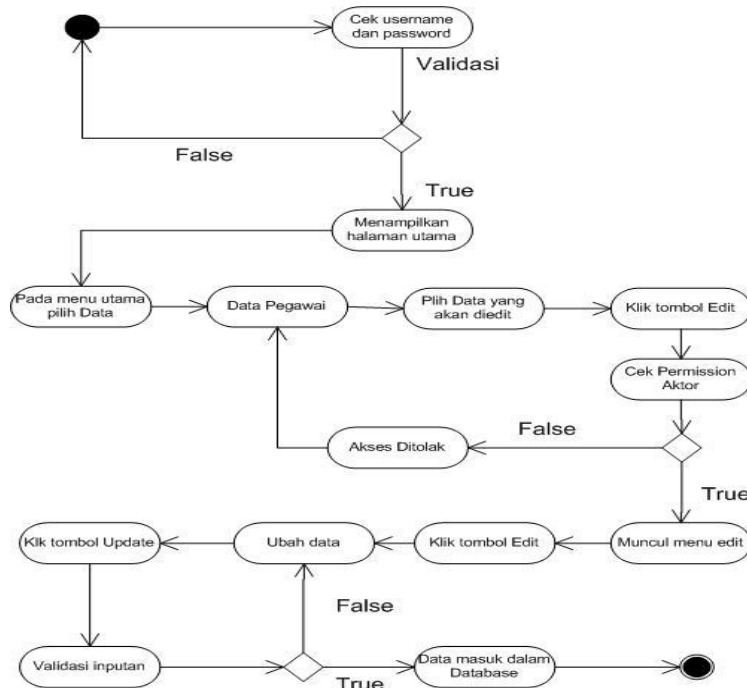 Cek username
dan password
Validasi
False
True
Menampilkan
halaman utama
Pada menu utama
pilih Data
Data Pegawai
Plih Data yang
akan diedit
Klik tombol Edit
Cek Permission
Aktor
False
Akses Ditolak
True
Klk tombol Update
Ubah data
Klik tombol Edit
Muncul menu edit
False
Validasi inputan
True
Data masuk dalam
Database